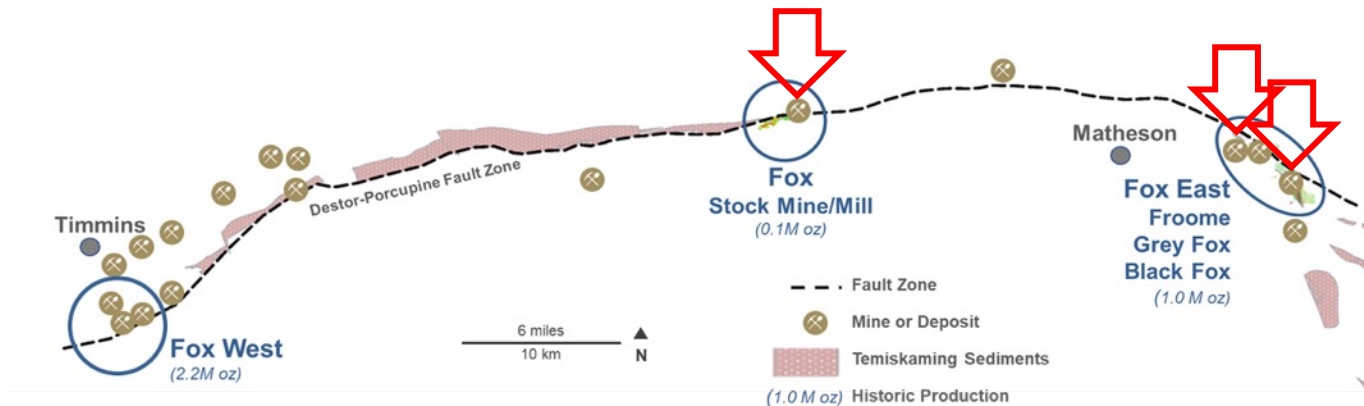 Timmins
Fox West
(2.2M oz)
Destor-Porcupine Fault Zone
Fox
Stock Mine/Mill
(0.1M oz)
Matheson
Fox East
Froome
Grey Fox
Black Fox
(1.0 M oz)
6 miles
10 km
N
Fault Zone
Mine or Deposit
Temiskaming Sediments
(1.0 M oz) Historic Production